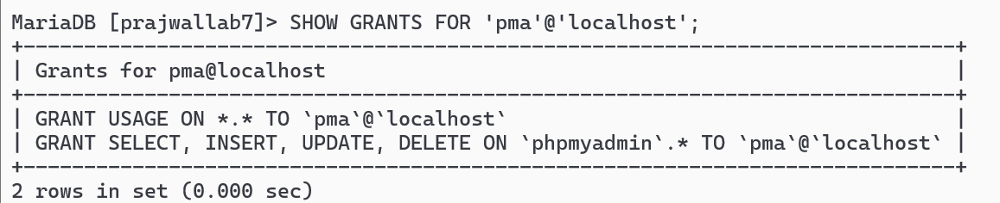 MariaDB [prajwallab7]> SHOW GRANTS FOR 'pma'@'localhost';
+-----------------------------------------------------------------------------+
| Grants for pma@localhost                                                    |
+-----------------------------------------------------------------------------+
| GRANT USAGE ON *.* TO `pma`@`localhost`                                     |
| GRANT SELECT, INSERT, UPDATE, DELETE ON `phpmyadmin`.* TO `pma`@`localhost` |
+-----------------------------------------------------------------------------+
2 rows in set (0.000 sec)